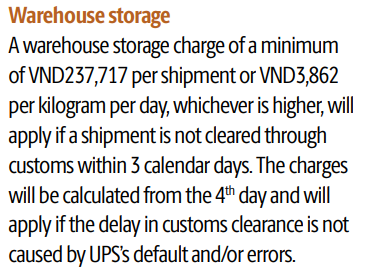 Warehouse storage
A warehouse storage charge of a minimum
of VND237,717 per shipment or VND3,862
per kilogram per day, whichever is higher, will
apply if a shipment is not cleared through
customs within 3 calendar days. The charges
will be calculated from the 4th day and will
apply if the delay in customs clearance is not
caused by UPS's default and/or errors.